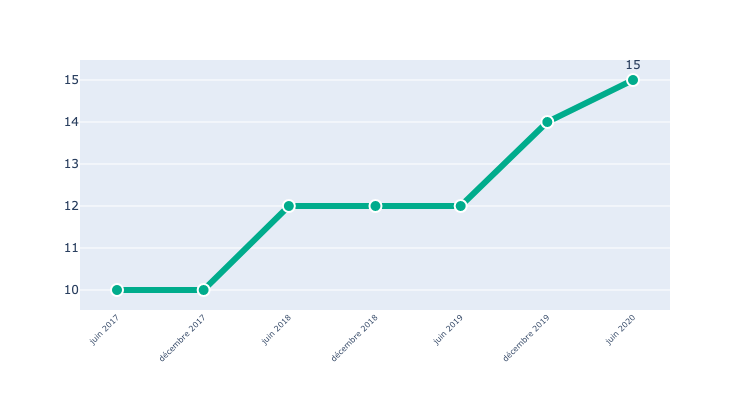 15
15
14
13
12
11
10
juin 2017
décembre 2017
juin 2018
décembre 2018
juin 2019
décembre 2019
juin 2020